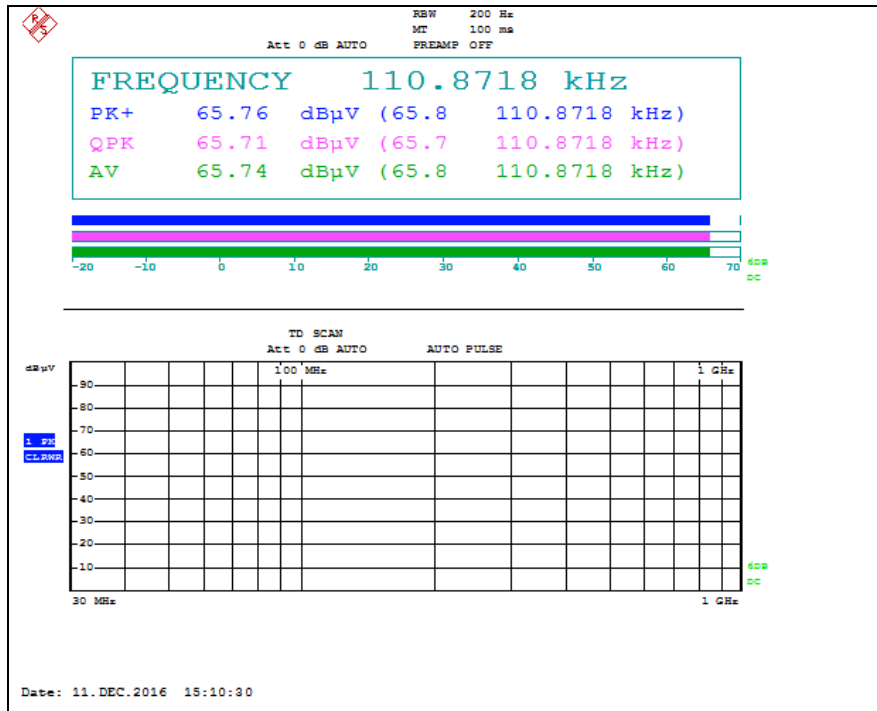 R S
RBW 200 Hz
MT 100 ms
Att 0 dB AUTO PREAMP OFF
FREQUENCY 110.8718 kHz
PK+ 65.76 dBµV (65.8 110.8718 kHz)
QPK 65.71 dBµV (65.7 110.8718 kHz)
AV 65.74 dBµV (65.8 110.8718 kHz)
-20 -10 0 10 20 30 40 50 60 70
6DB
DC
TD SCAN
Att 0 dB AUTO AUTO PULSE
dBµV
100 MHz 1 GHz
90
80
70
1 PK
CLRWR
60
50
40
30
20
10
6DB
DC
30 MHz 1 GHz
Date: 11.DEC.2016 15:10:30